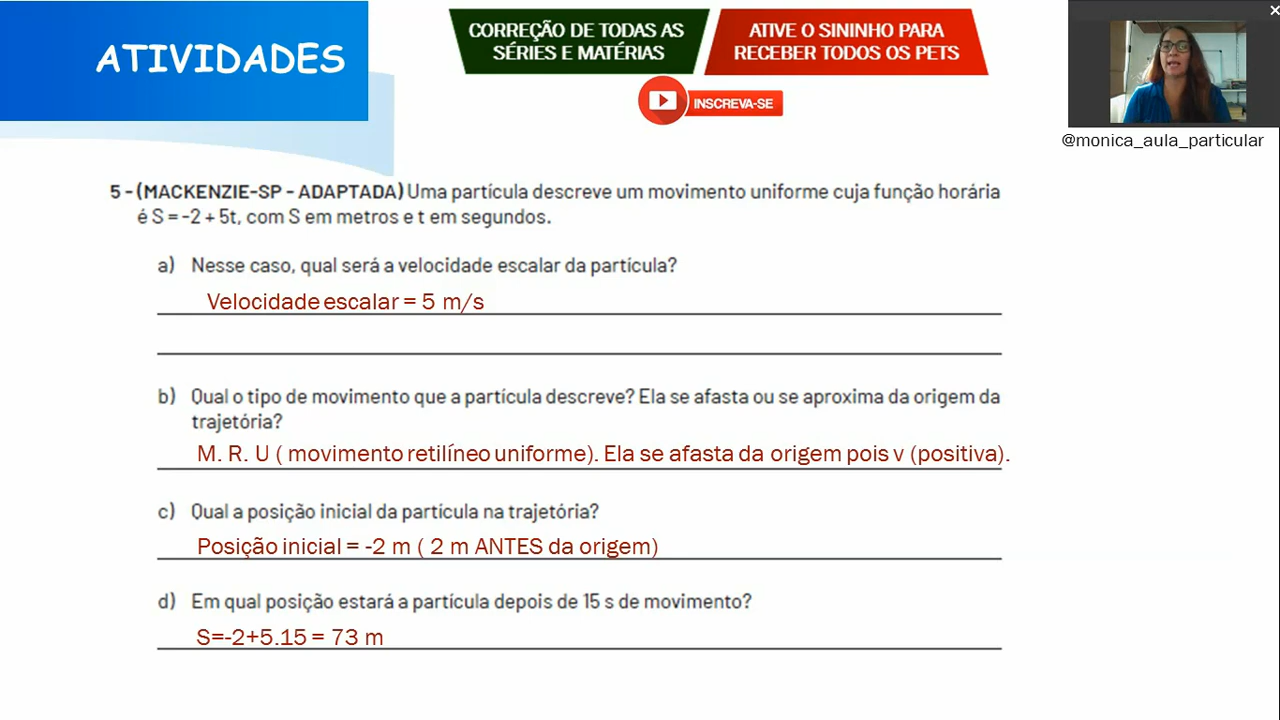 ATIVIDADES
CORREÇÃO DE TODAS AS
SÉRIES E MATÉRIAS
ATIVE O SININHO PARA
RECEBER TODOS OS PETS
INSCREVA-SE
@monica_aula_particular
5 - (MACKENZIE-SP - ADAPTADA) Uma partícula descreve um movimento uniforme cuja função horária
é S = -2 + 5t, com S em metros e t em segundos.
a) Nesse caso, qual será a velocidade escalar da partícula?
Velocidade escalar = 5 m/s
b) Qual o tipo de movimento que a partícula descreve? Ela se afasta ou se aproxima da origem da
trajetória?
M. R. U ( movimento retilíneo uniforme). Ela se afasta da origem pois v (positiva).
c) Qual a posição inicial da partícula na trajetória?
Posição inicial = -2 m ( 2 m ANTES da origem)
d) Em qual posição estará a partícula depois de 15 s de movimento?
S=-2+5.15 = 73 m